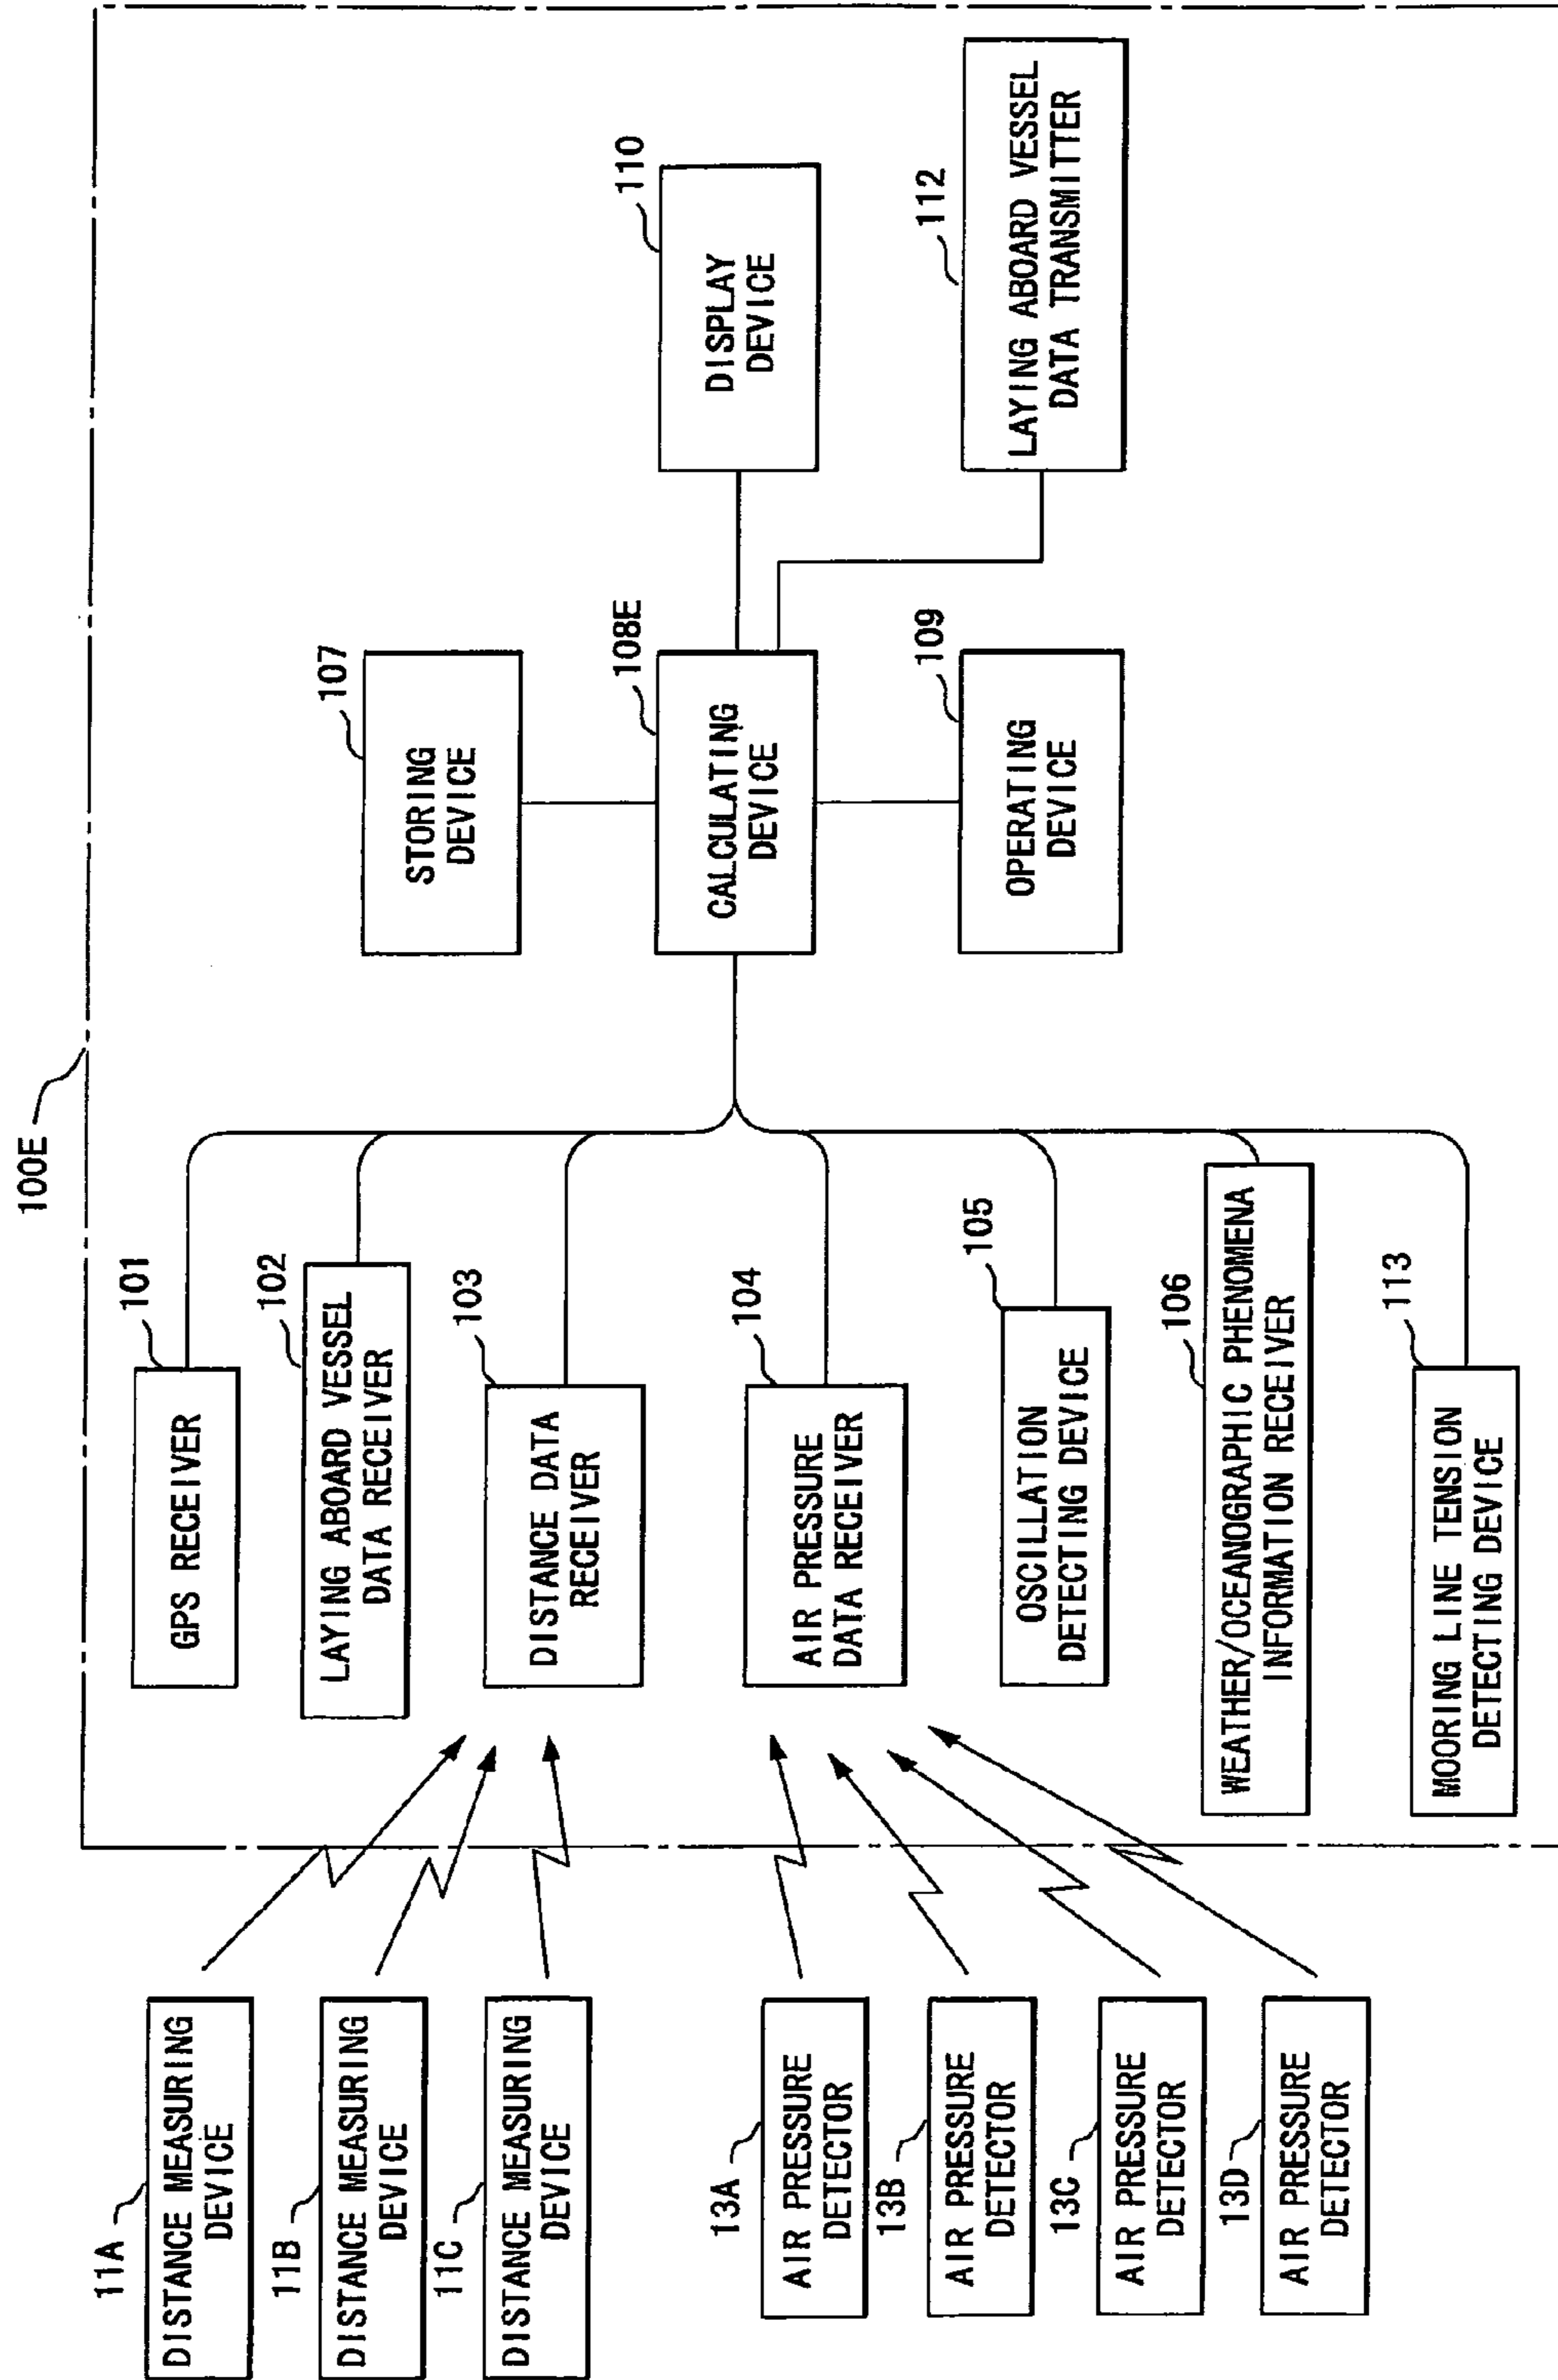 100E
11A
DISTANCE MEASURING
DEVICE
11B
DISTANCE MEASURING
DEVICE
11C
DISTANCE MEASURING
DEVICE
13A
AIR PRESSURE
DETECTOR
13B
AIR PRESSURE
DETECTOR
13C
AIR PRESSURE
DETECTOR
13D
AIR PRESSURE
DETECTOR
101
GPS RECEIVER
102
LAYING ABOARD VESSEL
DATA RECEIVER
103
DISTANCE DATA
RECEIVER
104
AIR PRESSURE
DATA RECEIVER
105
OSCILLATION
DETECTING DEVICE
106
WEATHER/OCEANOGRAPHIC PHENOMENA
INFORMATION RECEIVER
113
MOORING LINE TENSION
DETECTING DEVICE
107
STORING
DEVICE
108E
CALCULATING
DEVICE
109
OPERATING
DEVICE
110
DISPLAY
DEVICE
112
LAYING ABOARD VESSEL
DATA TRANSMITTER